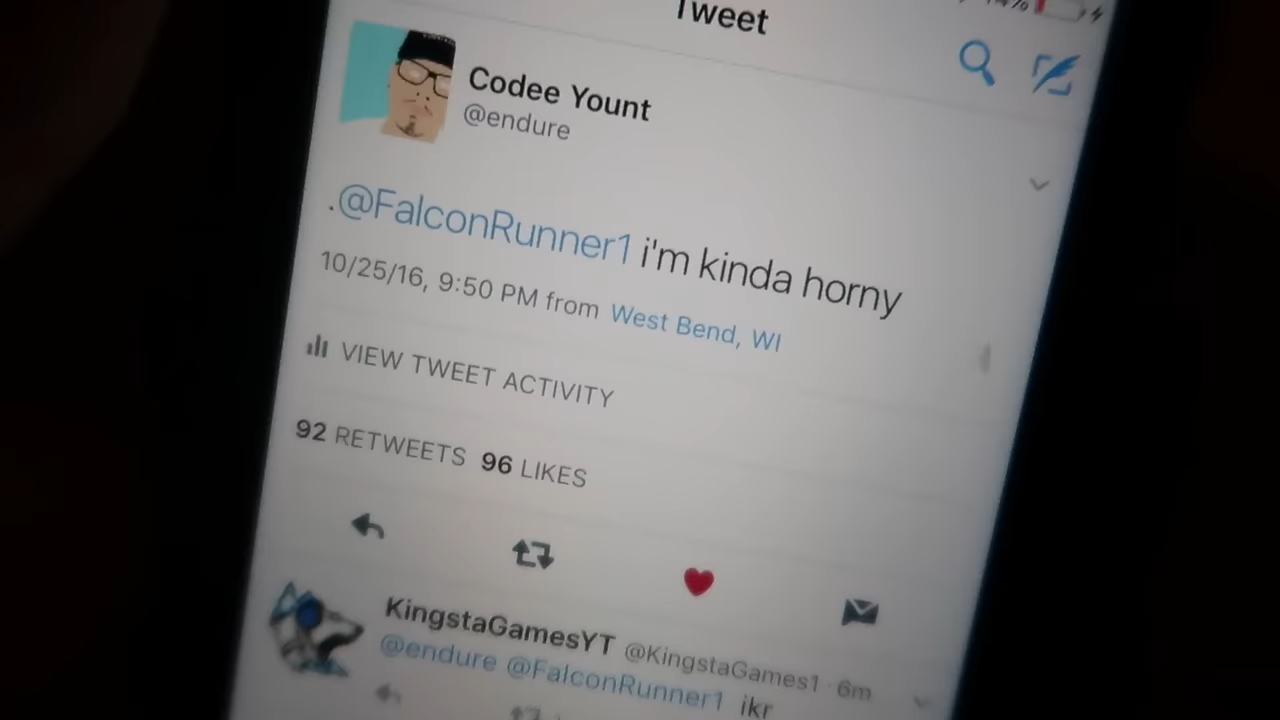 Tweet
Codee Yount
@endure
.@FalconRunner1 i'm kinda horny
10/25/16, 9:50 PM from West Bend, WI
VIEW TWEET ACTIVITY
92 RETWEETS 96 LIKES
KingstaGamesYT @KingstaGames1 · 6m
@endure @FalconRunner1 ikr